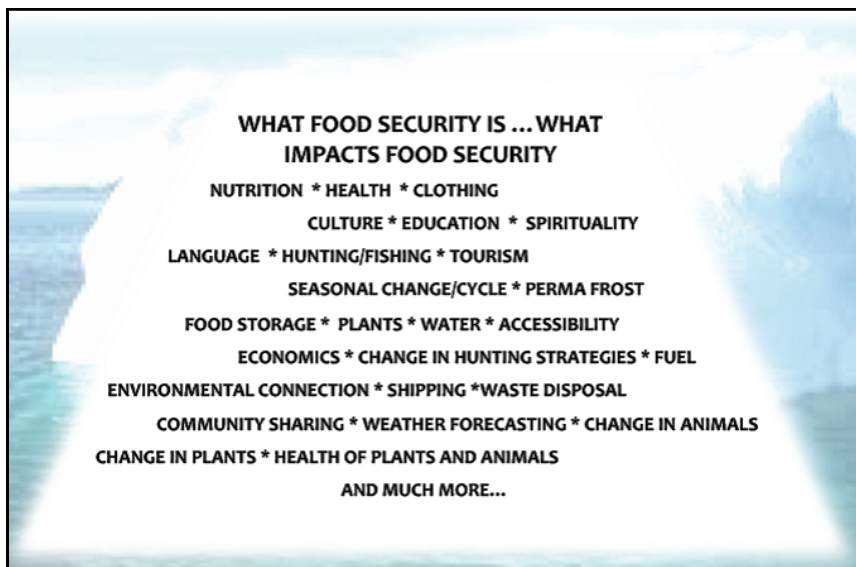 WHAT FOOD SECURITY IS ... WHAT
IMPACTS FOOD SECURITY
NUTRITION * HEALTH * CLOTHING
CULTURE * EDUCATION * SPIRITUALITY
LANGUAGE * HUNTING/FISHING * TOURISM
SEASONAL CHANGE/CYCLE * PERMA FROST
FOOD STORAGE * PLANTS * WATER * ACCESSIBILITY
ECONOMICS * CHANGE IN HUNTING STRATEGIES * FUEL
ENVIRONMENTAL CONNECTION * SHIPPING *WASTE DISPOSAL
COMMUNITY SHARING * WEATHER FORECASTING * CHANGE IN ANIMALS
CHANGE IN PLANTS * HEALTH OF PLANTS AND ANIMALS
AND MUCH MORE...